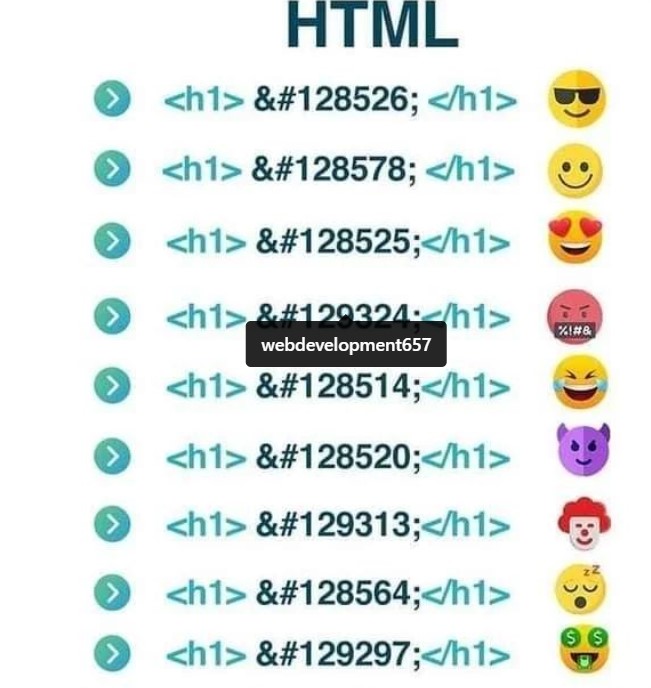 HTML
<h1> &#128526; </h1>
<h1> &#128578; </h1>
<h1> &#128525;</h1>
<h1> &#129324;</h1>
%!#&
webdevelopment657
<h1> &#128514;</h1>
<h1> &#128520;</h1>
<h1> &#129313;</h1>
<h1> &#128564;</h1>
z Z
<h1> &#129297;</h1>
$ $